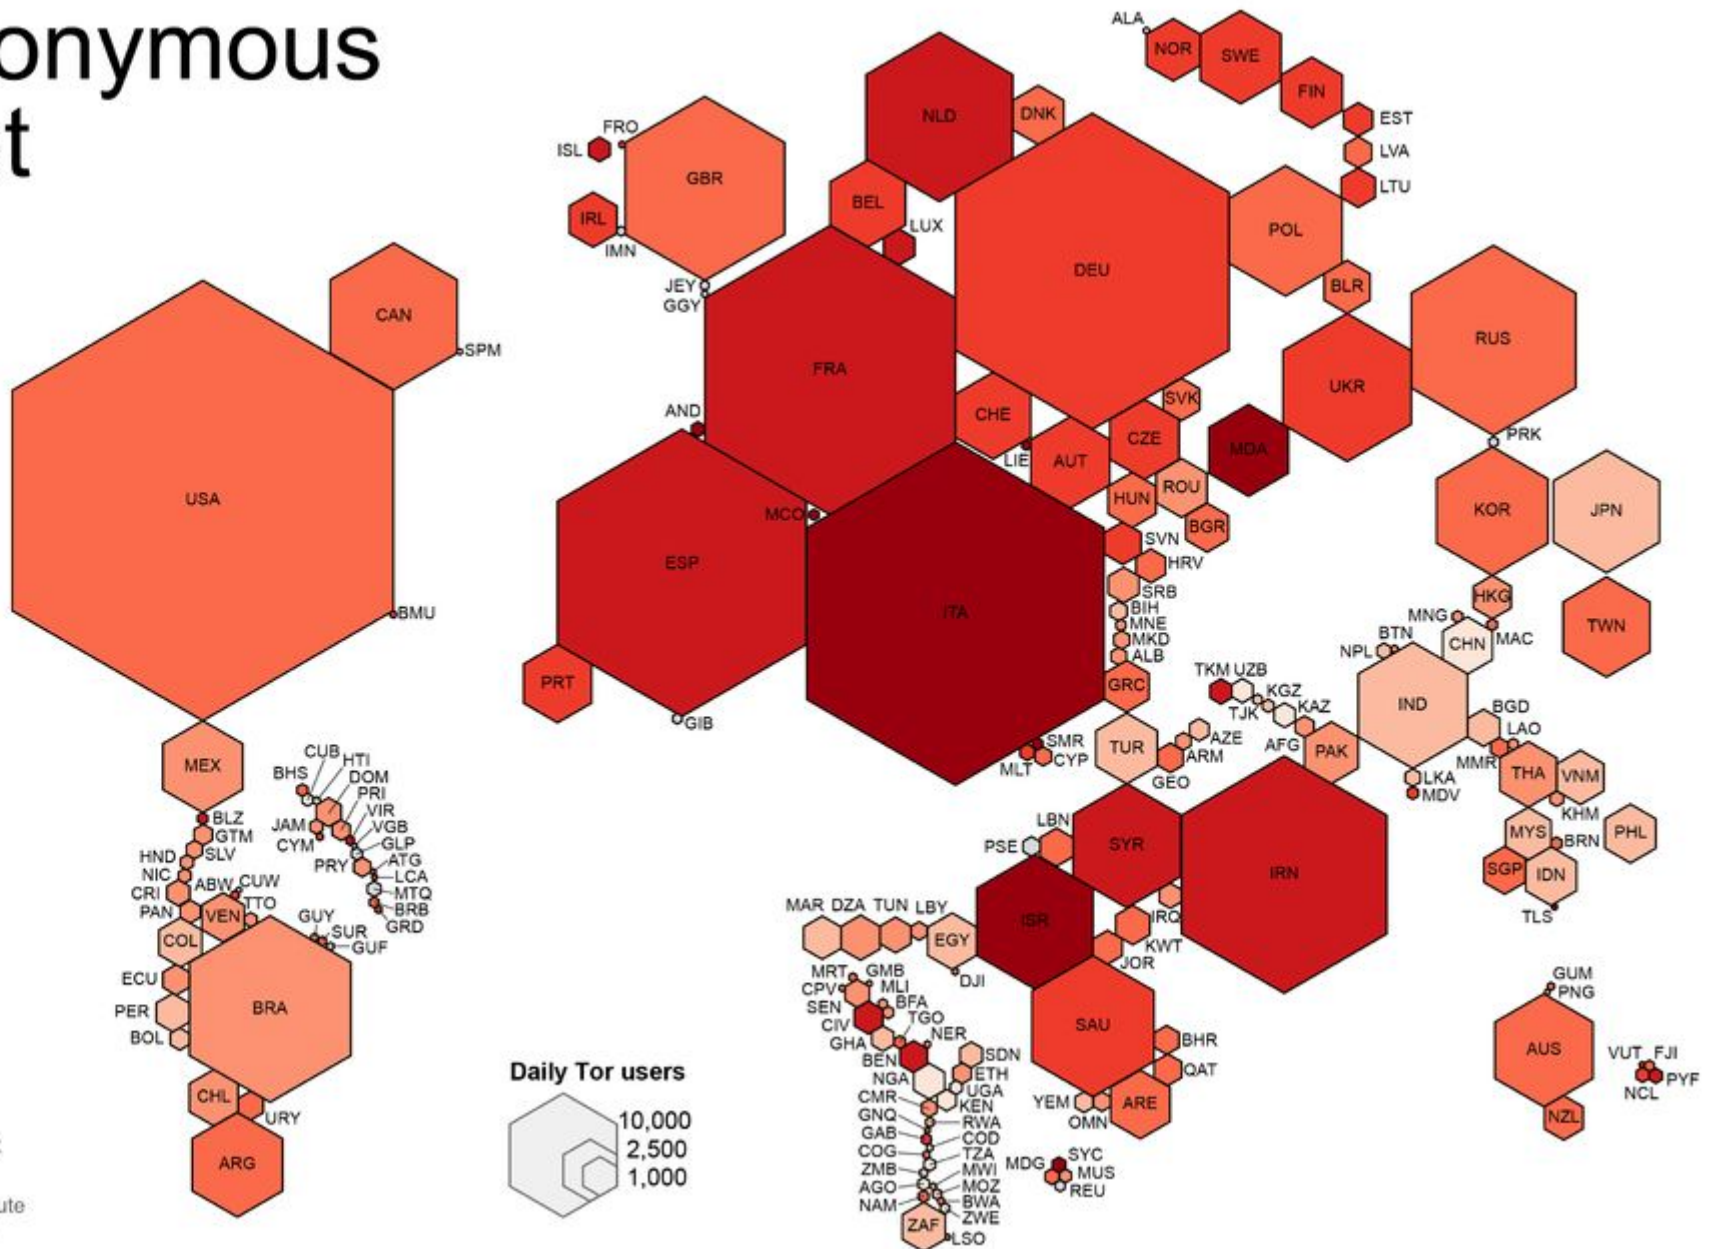 onymous
t
ALA
NOR
SWE
FIN
EST
LVA
LTU
NLD
DNK
FRO
ISL
GBR
IRL
IMN
BEL
LUX
JEY
GGY
DEU
POL
BLR
RUS
UKR
PRK
CAN
SPM
USA
BMU
FRA
AND
CHE
LIE
AUT
CZE
SVK
MDA
HUN
ROU
BGR
MCO
ESP
ITA
SVN
HRV
SRB
BIH
MNE
MKD
ALB
GRC
PRT
GIB
KOR
JPN
HKG
TWN
MNG
MAC
CHN
BTN
NPL
IND
TKM
UZB
KGZ
TJK
KAZ
AFG
PAK
BGD
LAO
MMR
THA
VNM
LKA
MDV
KHM
MYS
BRN
PHL
SGP
IDN
TLS
SMR
MLT
CYP
TUR
AZE
ARM
GEO
LBN
PSE
SYR
IRN
ISR
IRQ
KWT
JOR
MEX
CUB
HTI
BHS
DOM
PRI
VIR
VGB
JAM
CYM
GLP
PRY
ATG
LCA
MTQ
BRB
GRD
BLZ
GTM
SLV
HND
NIC
CRI
PAN
ABW
CUW
TTO
VEN
COL
GUY
SUR
GUF
ECU
PER
BOL
BRA
CHL
URY
ARG
MAR
DZA
TUN
LBY
EGY
DJI
MRT
GMB
CPV
MLI
SEN
BFA
CIV
TGO
GHA
NER
BEN
SDN
NGA
ETH
UGA
CMR
KEN
GNQ
RWA
GAB
COD
COG
TZA
ZMB
MWI
AGO
MOZ
NAM
BWA
ZWE
ZAF
LSO
SAU
BHR
QAT
YEM
OMN
ARE
MDG
SYC
MUS
REU
GUM
PNG
AUS
NZL
VUT
FJI
PYF
NCL
Daily Tor users
10,000
2,500
1,000
ute